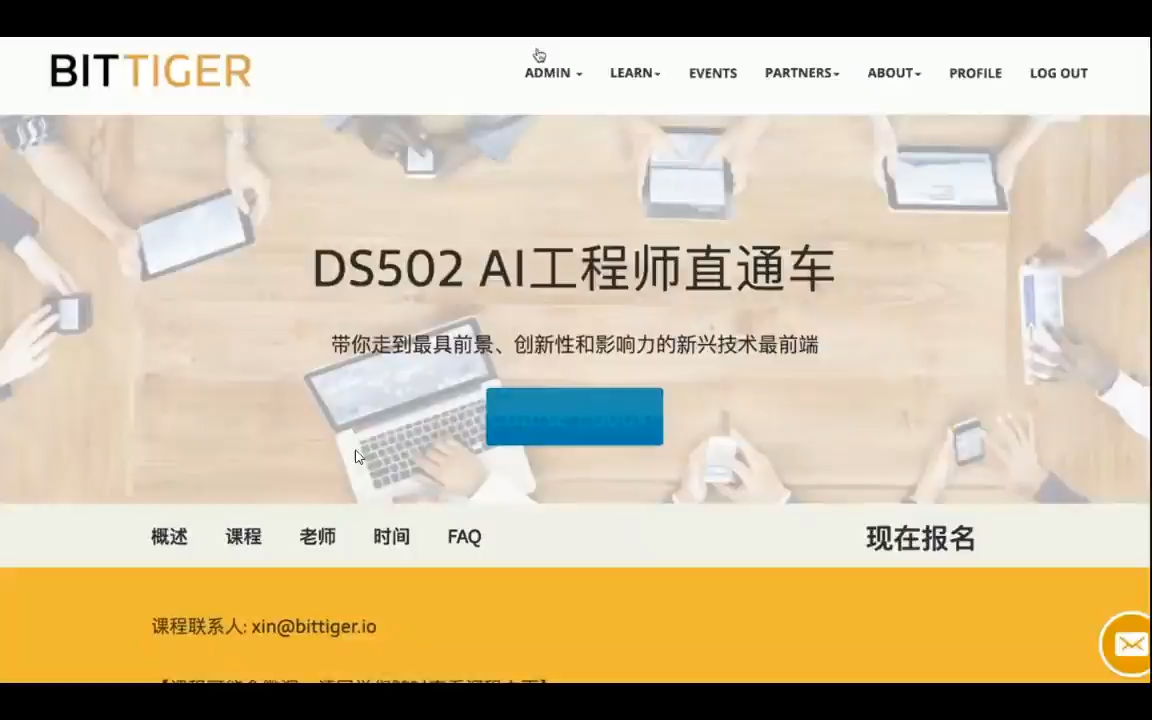 BITTIGER
ADMIN LEARN EVENTS PARTNERS ABOUT PROFILE LOG OUT
DS502 AI工程师直通车
带你走到最具前景、创新性和影响力的新兴技术最前端
概述 课程 老师 时间 FAQ 现在报名
课程联系人: xin@bittiger.io